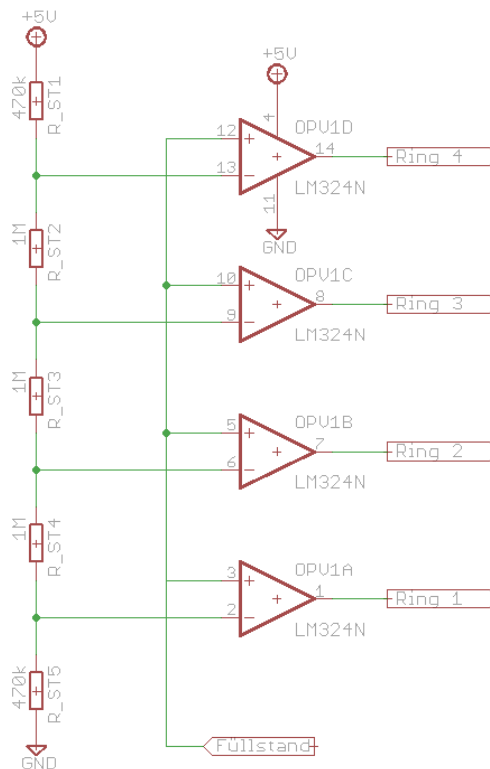 +5V
470k
R_ST1
+5V
4
OPV1D
12
13
14
Ring 4
LM324N
11
GND
1M
R_ST2
OPV1C
10
9
8
Ring 3
LM324N
1M
R_ST3
OPV1B
5
6
7
Ring 2
LM324N
1M
R_ST4
OPV1A
3
2
1
Ring 1
LM324N
470k
R_ST5
Füllstand
GND